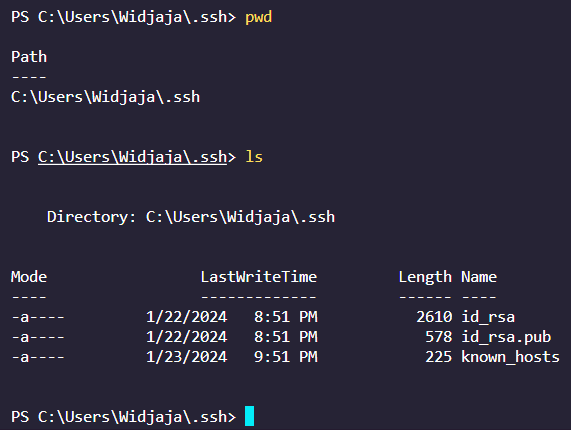 PS C:\Users\Widjaja\.ssh> pwd
Path
----
C:\Users\Widjaja\.ssh
PS C:\Users\Widjaja\.ssh> ls
Directory: C:\Users\Widjaja\.ssh
Mode LastWriteTime Length Name
---- ------------- ------ ----
-a---- 1/22/2024 8:51 PM 2610 id_rsa
-a---- 1/22/2024 8:51 PM 578 id_rsa.pub
-a---- 1/23/2024 9:51 PM 225 known_hosts
PS C:\Users\Widjaja\.ssh>